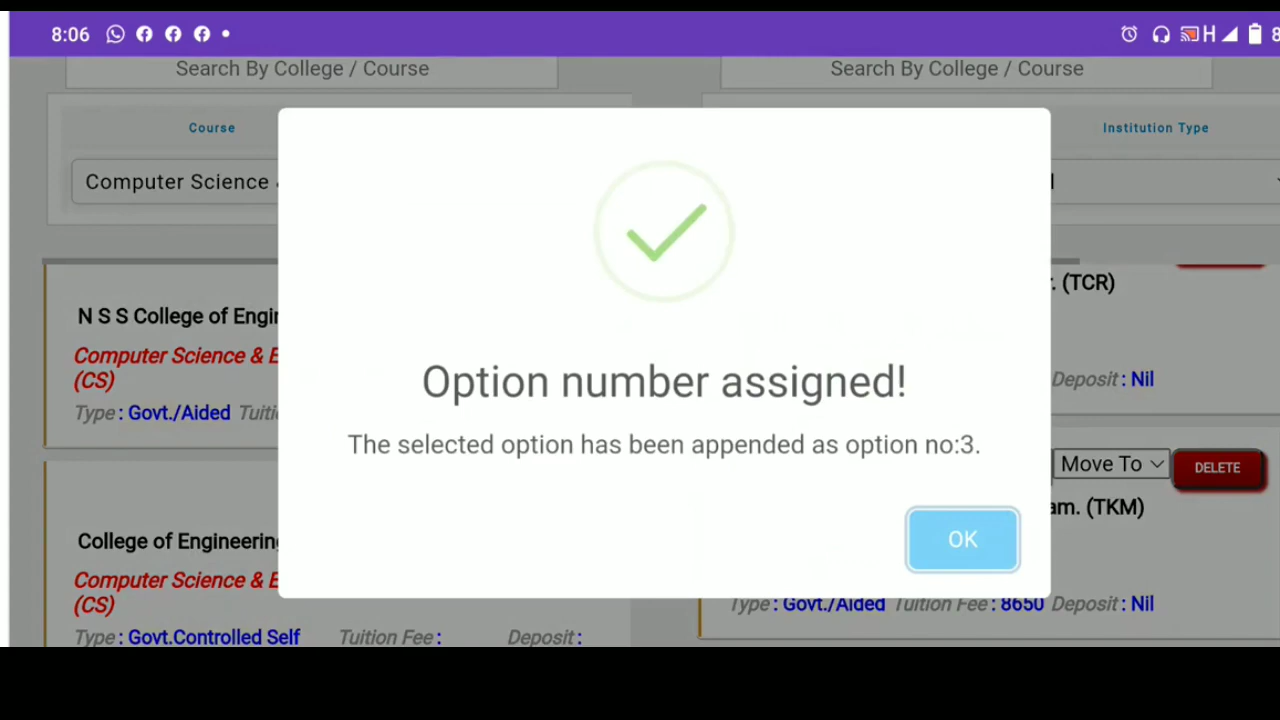 8:06
H
8
Search By College / Course
Search By College / Course
Course
Institution Type
Computer Science
N S S College of Engi
Computer Science & E
(CS)
Type : Govt./Aided Tuiti
College of Engineering
Computer Science & E
(CS)
Type : Govt.Controlled Self Tuition Fee : Deposit :
Option number assigned!
The selected option has been appended as option no:3.
OK
r. (TCR)
Deposit : Nil
Move To
DELETE
am. (TKM)
Type : Govt./Aided Tuition Fee : 8650 Deposit : Nil